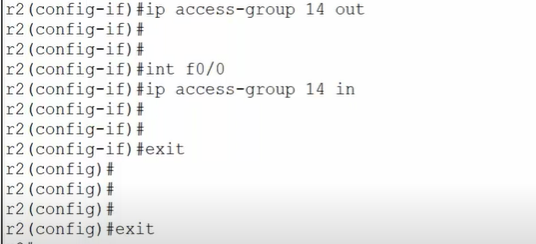 r2(config-if)#ip access-group 14 out
r2(config-if)#
r2(config-if)#
r2(config-if)#int f0/0
r2(config-if)#ip access-group 14 in
r2(config-if)#
r2(config-if)#
r2(config-if)#exit
r2(config)#
r2(config)#
r2(config)#
r2(config)#exit